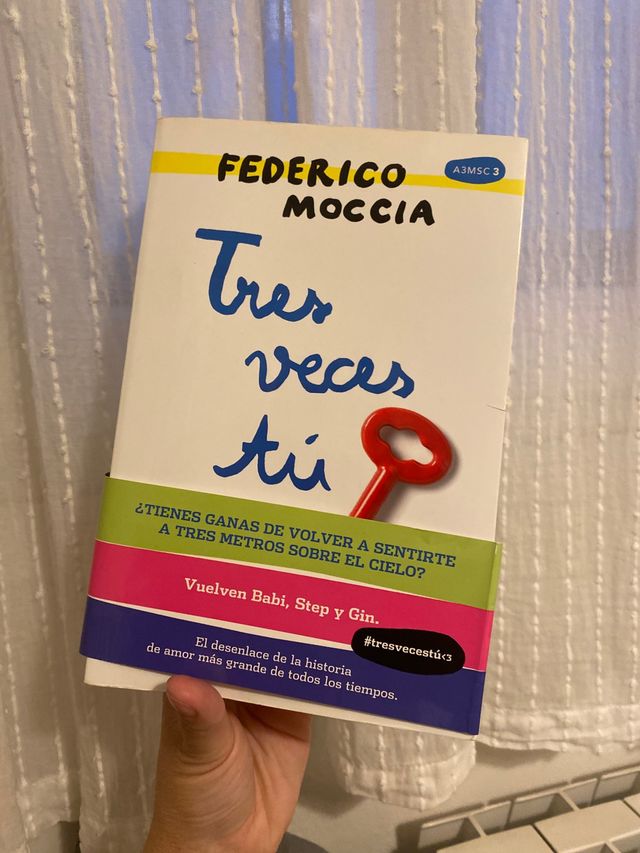 FEDERICO
MOCCIA
A3MSC 3
Tres
veces
tú
¿TIENES GANAS DE VOLVER A SENTIRTE
A TRES METROS SOBRE EL CIELO?
Vuelven Babi, Step y Gin.
#tresvecestú<3
El desenlace de la historia
de amor más grande de todos los tiempos.